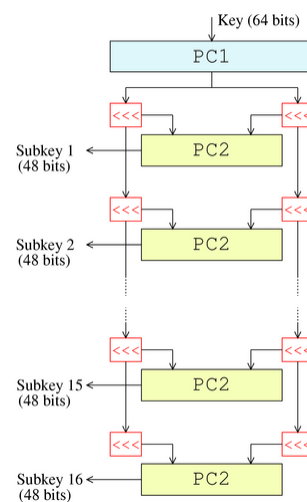 Key (64 bits)
PC1
<<< <<<
PC2
Subkey 1
(48 bits)
<<< <<<
PC2
Subkey 2
(48 bits)
<<< <<<
PC2
Subkey 15
(48 bits)
<<< <<<
PC2
Subkey 16
(48 bits)